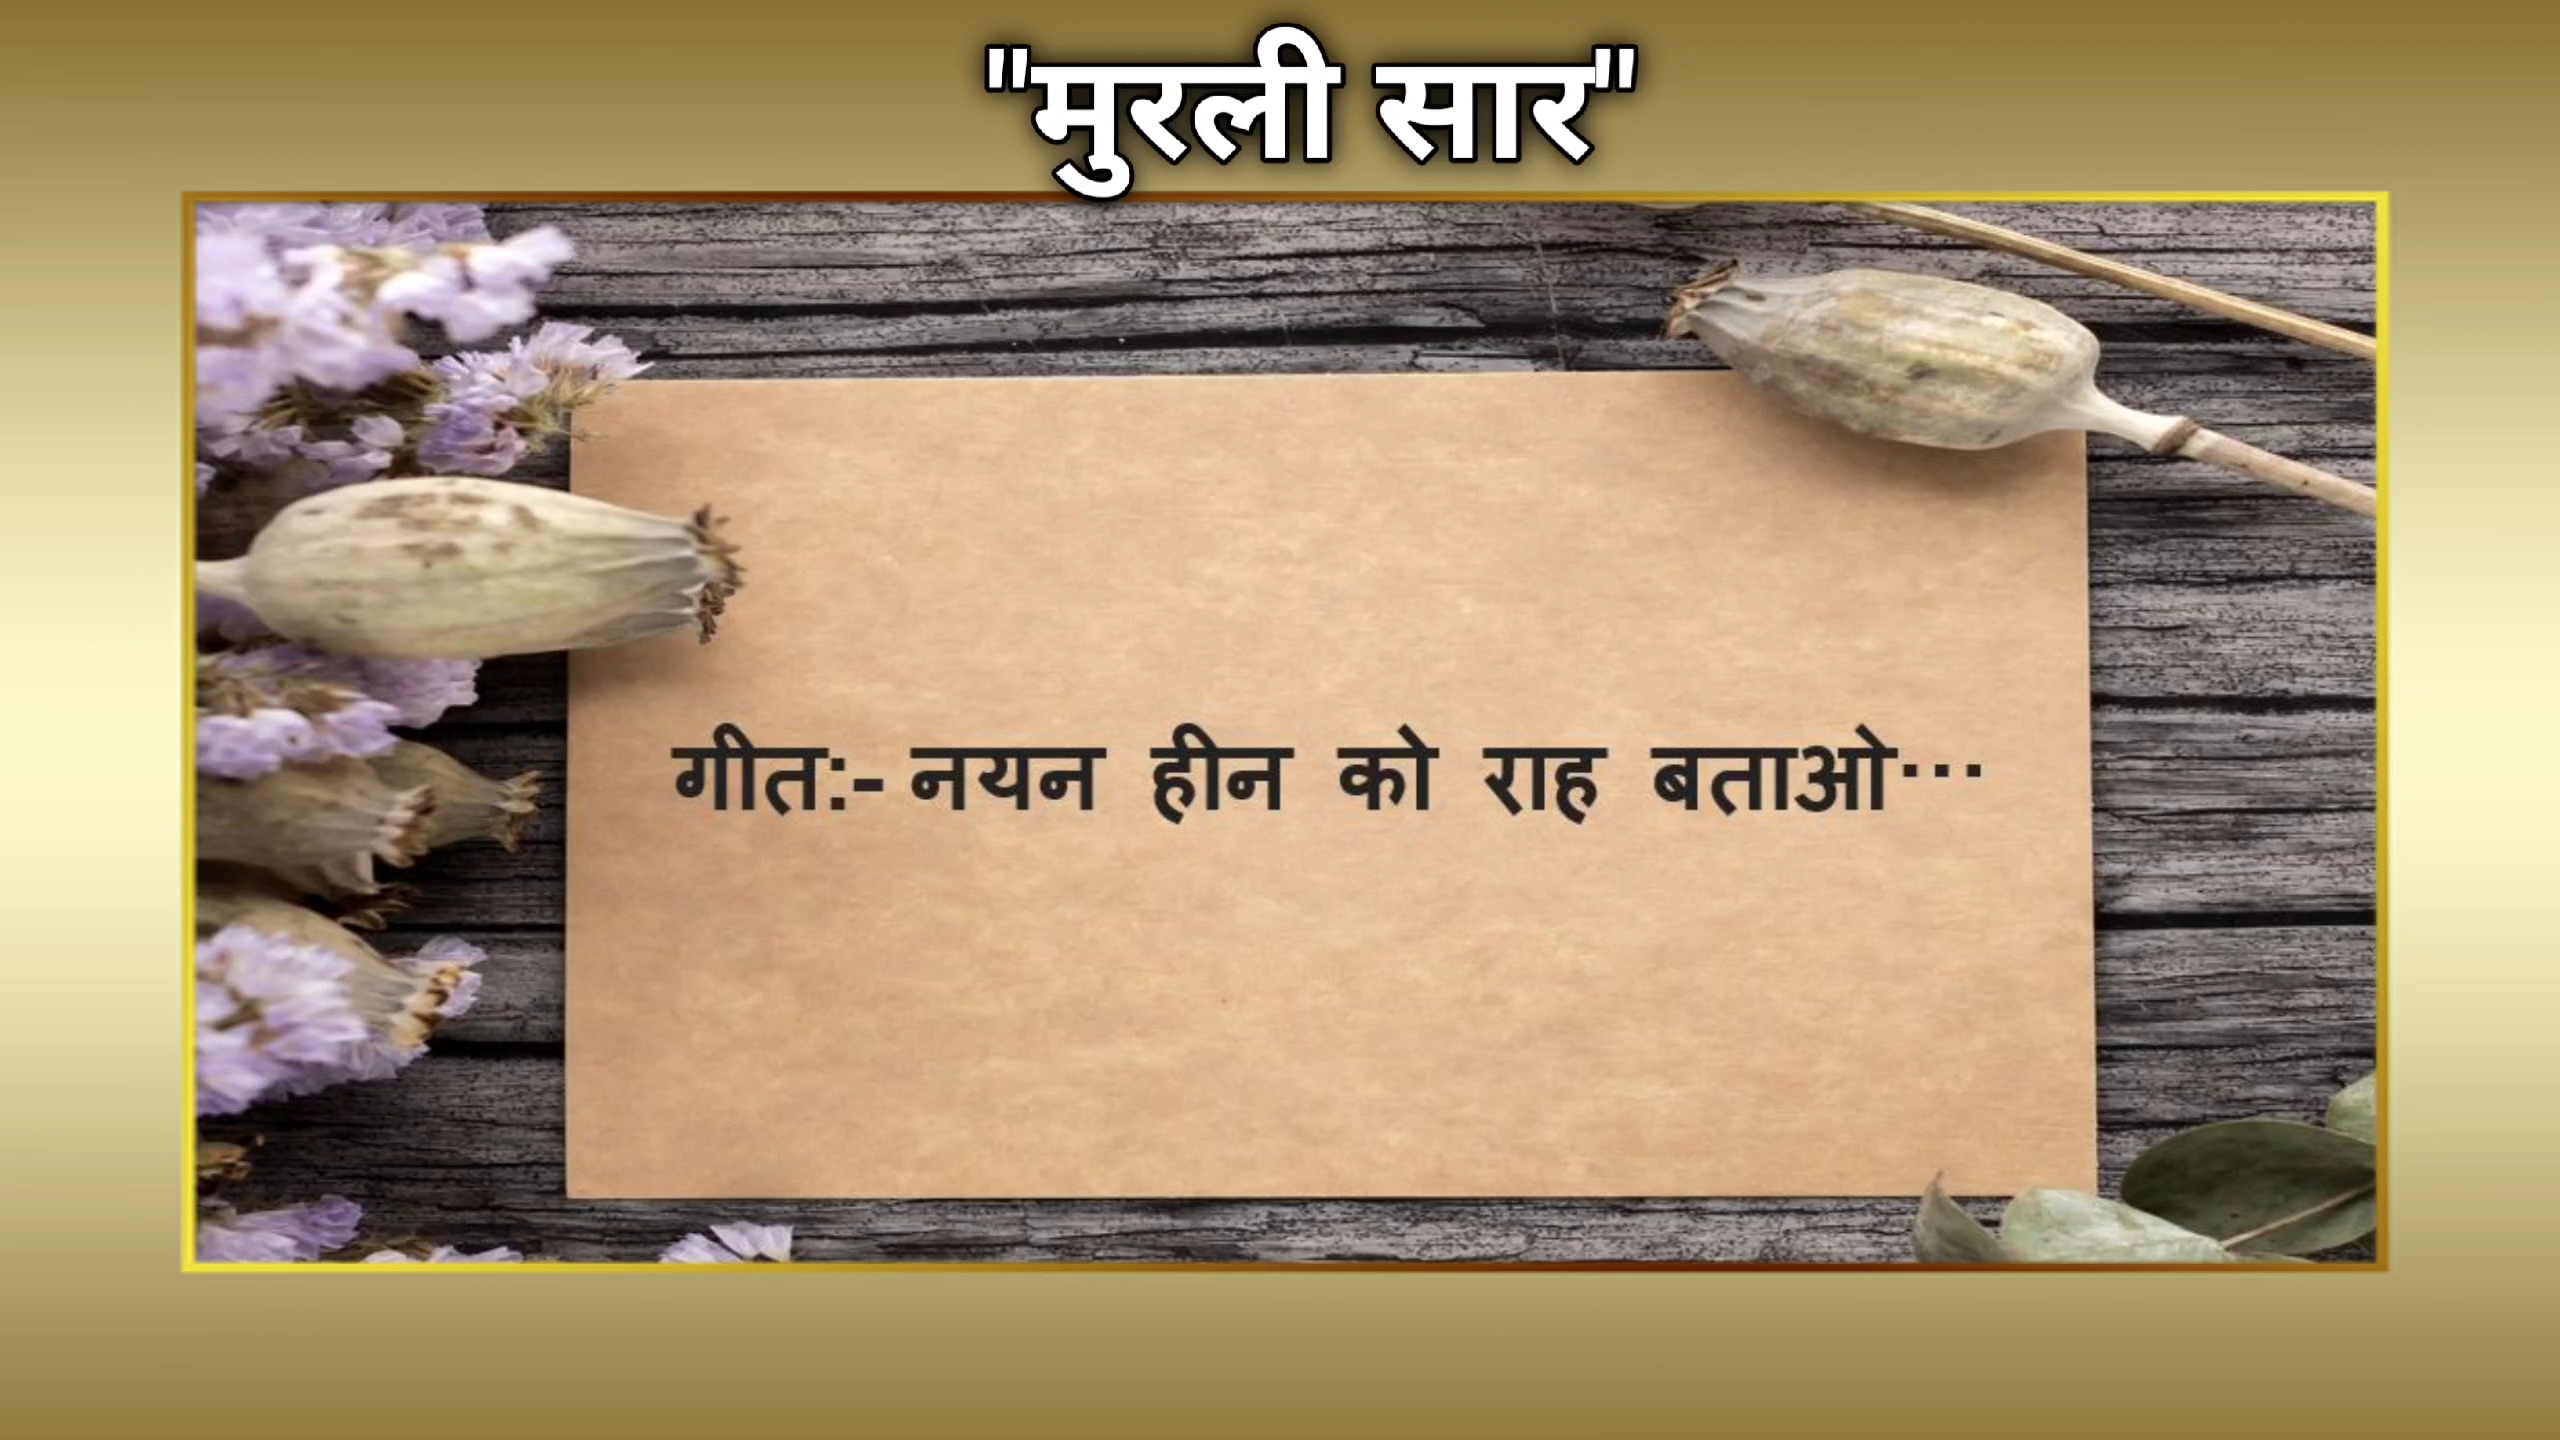 "मुरली सार"
गीत:- नयन हीन को राह बताओ...